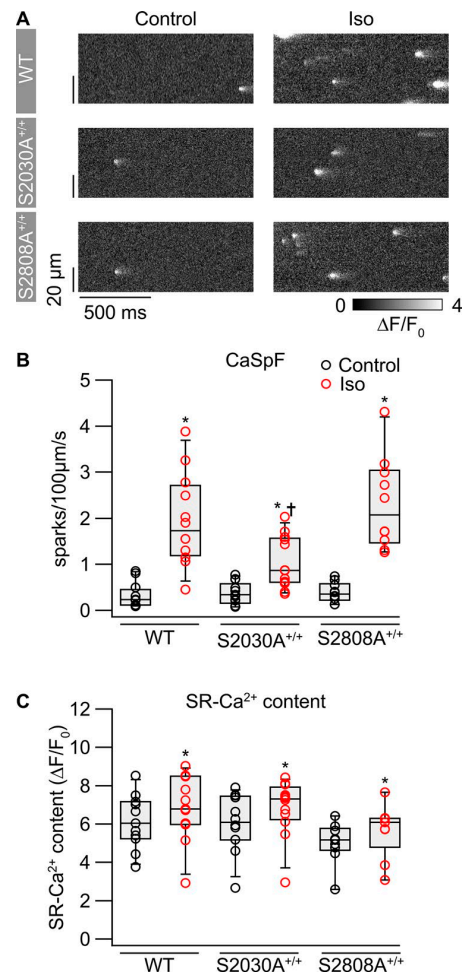 A
Control
Iso
WT
S2030A+/+
S2808A+/+
20 µm
500 ms
0
4
ΔF/F0
B
CaSpF
Control
Iso
sparks/100µm/s
5
4
3
2
1
0
*
* †
*
WT
S2030A+/+
S2808A+/+
C
SR-Ca2+ content
SR-Ca2+ content (ΔF/F0)
12
10
8
6
4
2
0
*
*
*
WT
S2030A+/+
S2808A+/+